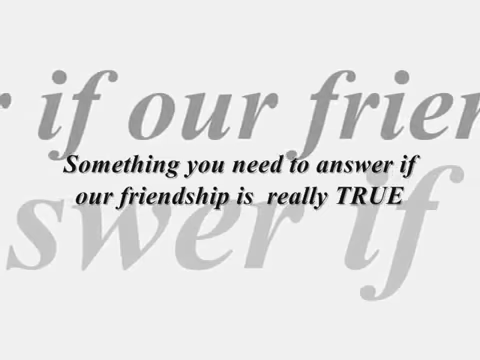 r if our frien
Something you need to answer if
our friendship is really TRUE
swer if